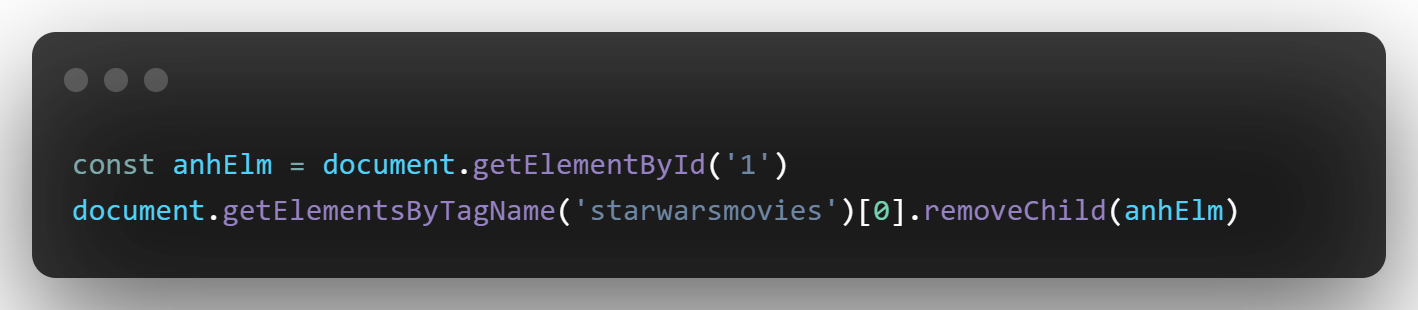 const anhElm = document.getElementById('1')
document.getElementsByTagName('starwarsmovies')[0].removeChild(anhElm)